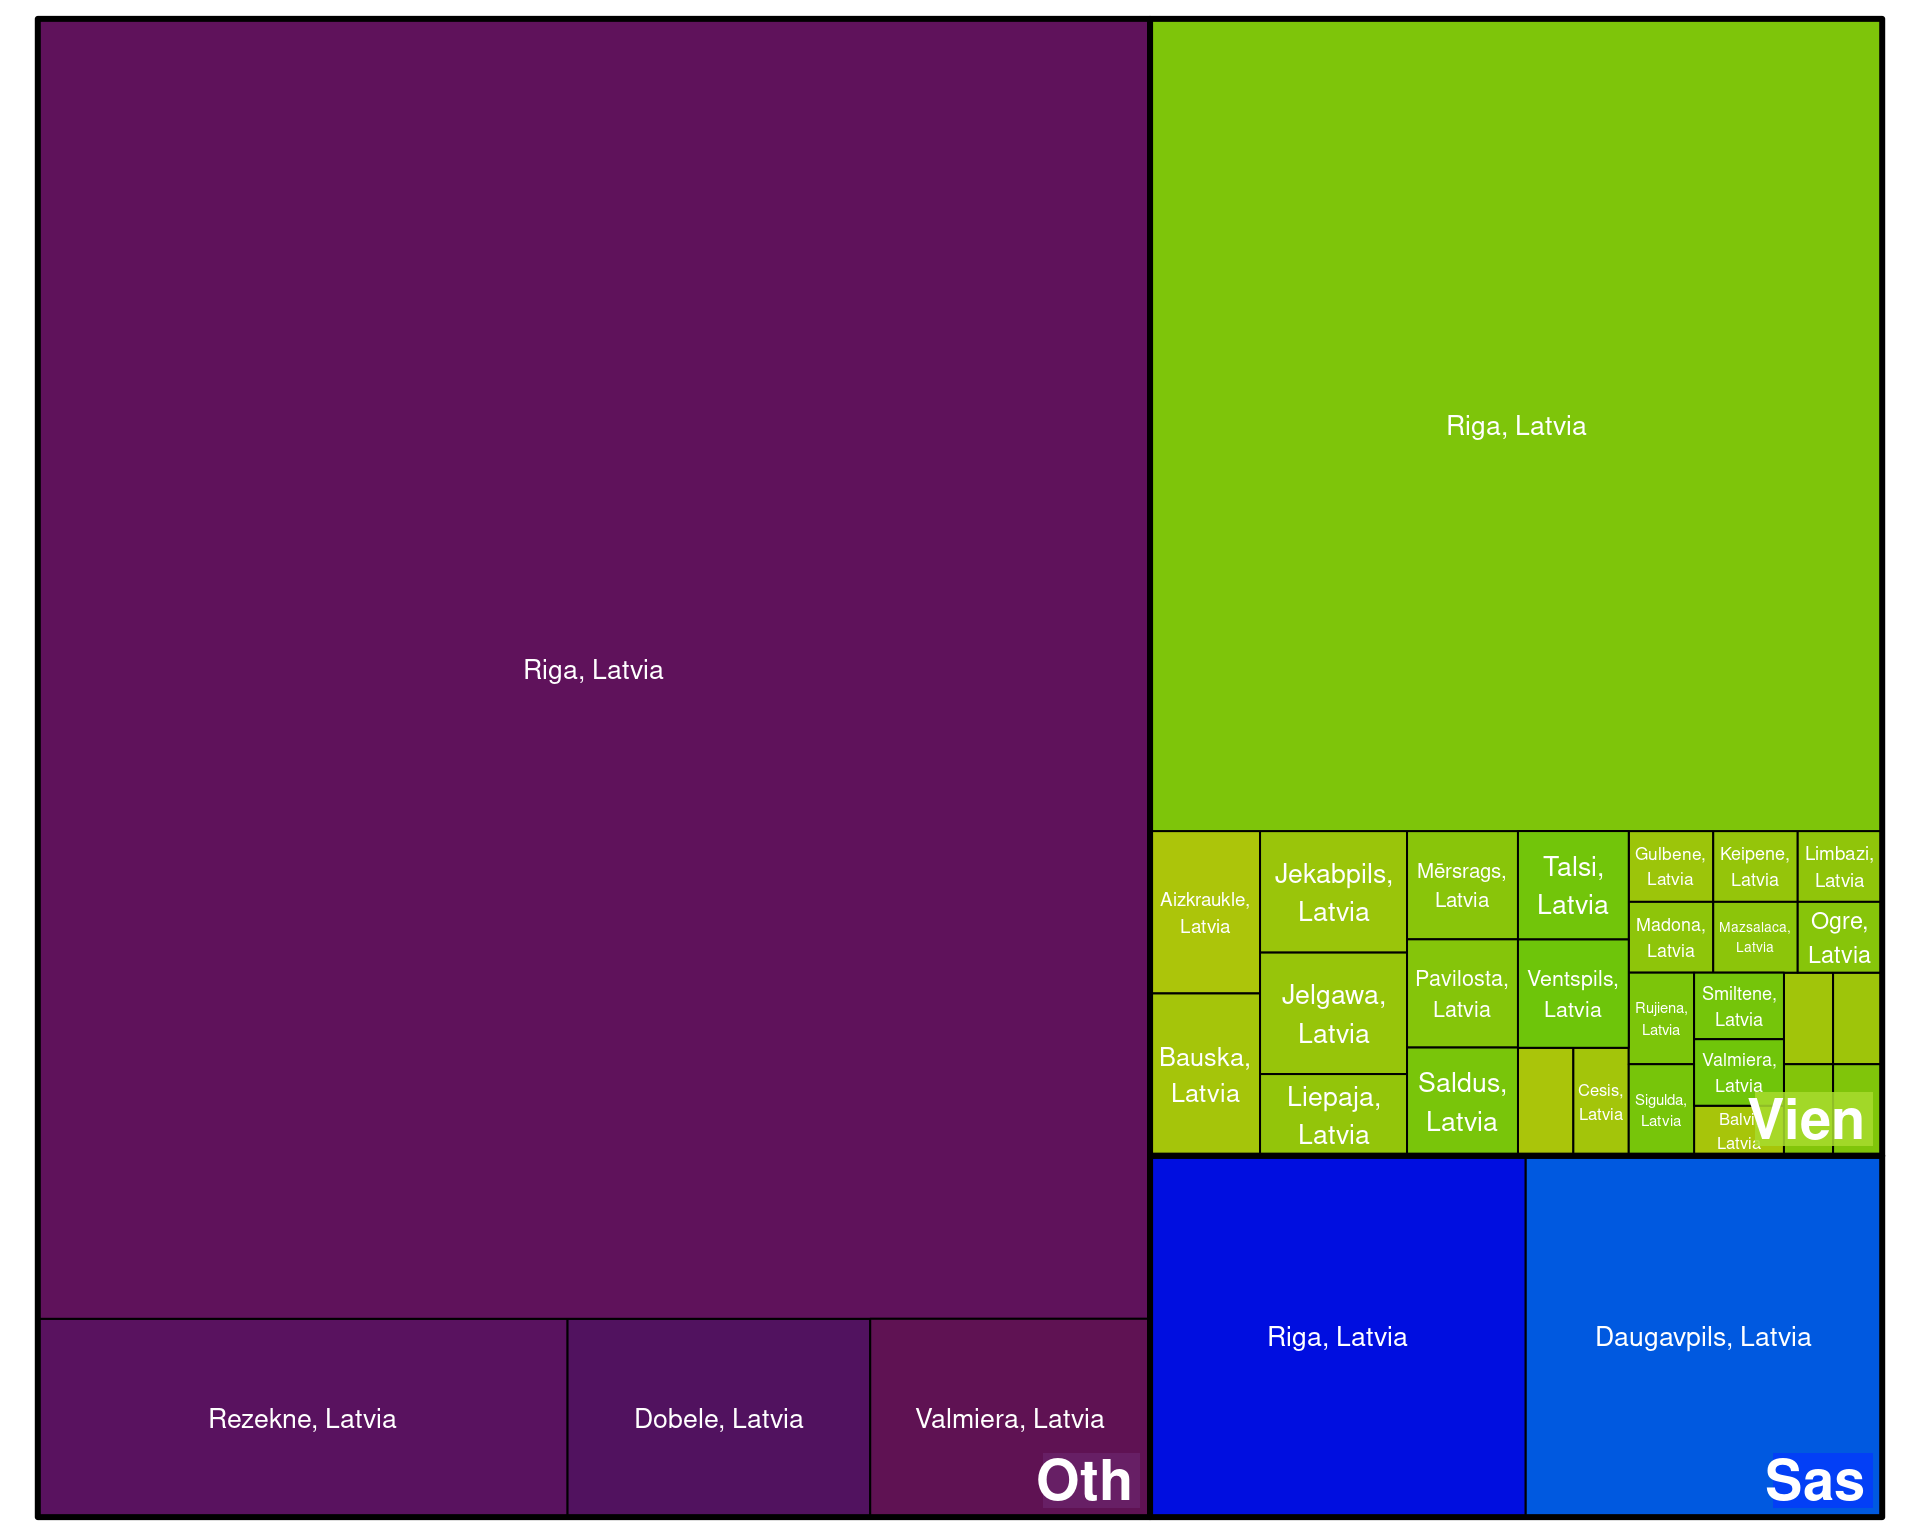 Riga, Latvia
Rezekne, Latvia
Dobele, Latvia
Valmiera, Latvia
Oth
Riga, Latvia
Aizkraukle,
Latvia
Bauska,
Latvia
Jekabpils,
Latvia
Jelgawa,
Latvia
Liepaja,
Latvia
Mērsrags,
Latvia
Pavilosta,
Latvia
Saldus,
Latvia
Talsi,
Latvia
Ventspils,
Latvia
Cesis,
Latvia
Gulbene,
Latvia
Keipene,
Latvia
Limbazi,
Latvia
Madona,
Latvia
Mazsalaca,
Latvia
Ogre,
Latvia
Rujiena,
Latvia
Sigulda,
Latvia
Smiltene,
Latvia
Valmiera,
Latvia
Balvi
Latvia
Vien
Riga, Latvia
Daugavpils, Latvia
Sas